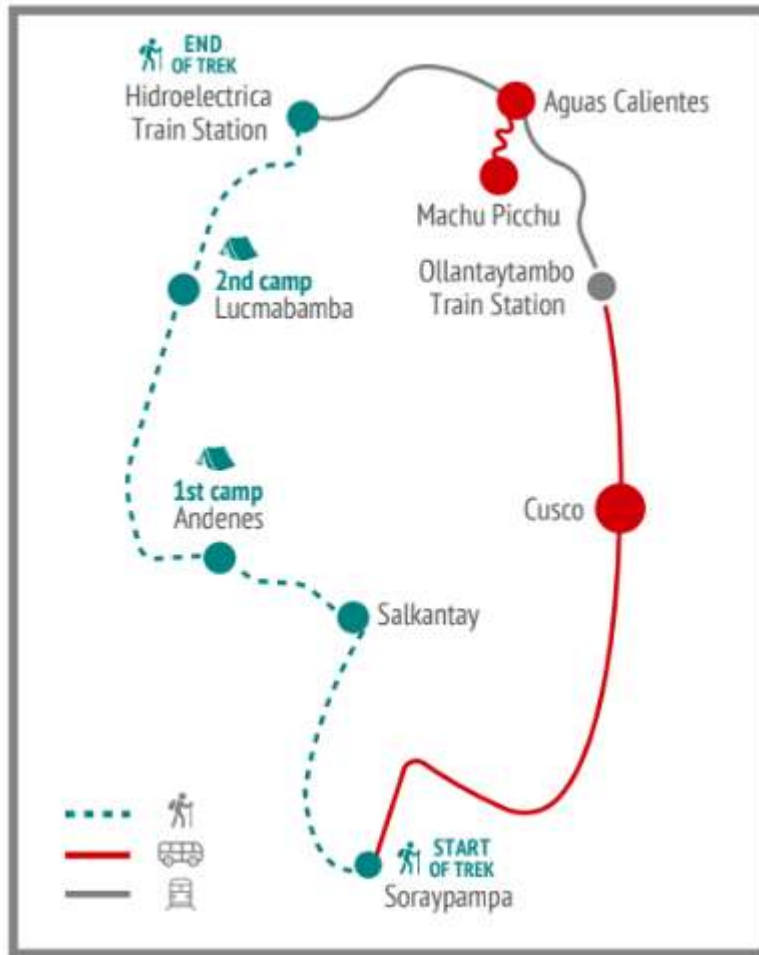 END
OF TREK
Hidroelectrica
Train Station
Aguas Calientes
Machu Picchu
Ollantaytambo
Train Station
2nd camp
Lucmabamba
1st camp
Andenes
Cusco
Salkantay
START
OF TREK
Soraypampa